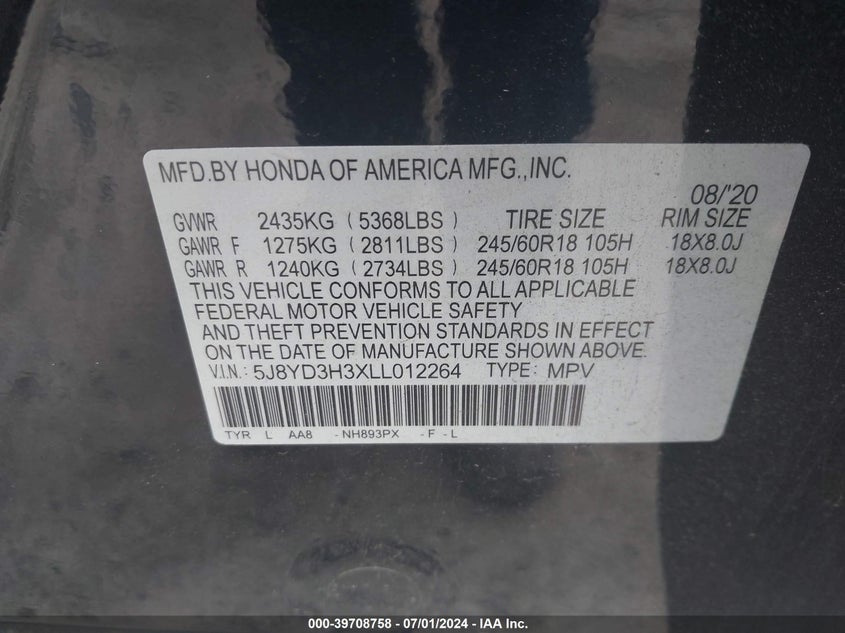 MFD.BY HONDA OF AMERICA MFG.,INC.
08/'20
GVWR 2435KG ( 5368LBS ) TIRE SIZE RIM SIZE
GAWR F 1275KG ( 2811LBS ) 245/60R18 105H 18X8.0J
GAWR R 1240KG ( 2734LBS ) 245/60R18 105H 18X8.0J
THIS VEHICLE CONFORMS TO ALL APPLICABLE
FEDERAL MOTOR VEHICLE SAFETY
AND THEFT PREVENTION STANDARDS IN EFFECT
ON THE DATE OF MANUFACTURE SHOWN ABOVE.
V.I.N.: 5J8YD3H3XLL012264 TYPE: MPV
TYR L AA8 -NH893PX -F -L
000-39708758 - 07/01/2024 - IAA Inc.